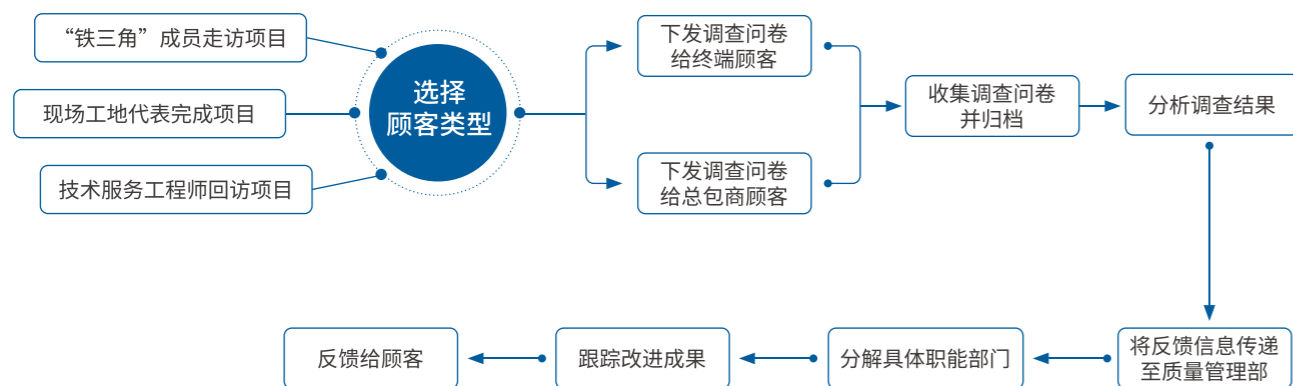 “铁三角”成员走访项目
现场工地代表完成项目
技术服务工程师回访项目
选择
顾客类型
下发调查问卷
给终端顾客
下发调查问卷
给总包商顾客
收集调查问卷
并归档
分析调查结果
将反馈信息传递
至质量管理部
分解具体职能部门
跟踪改进成果
反馈给顾客